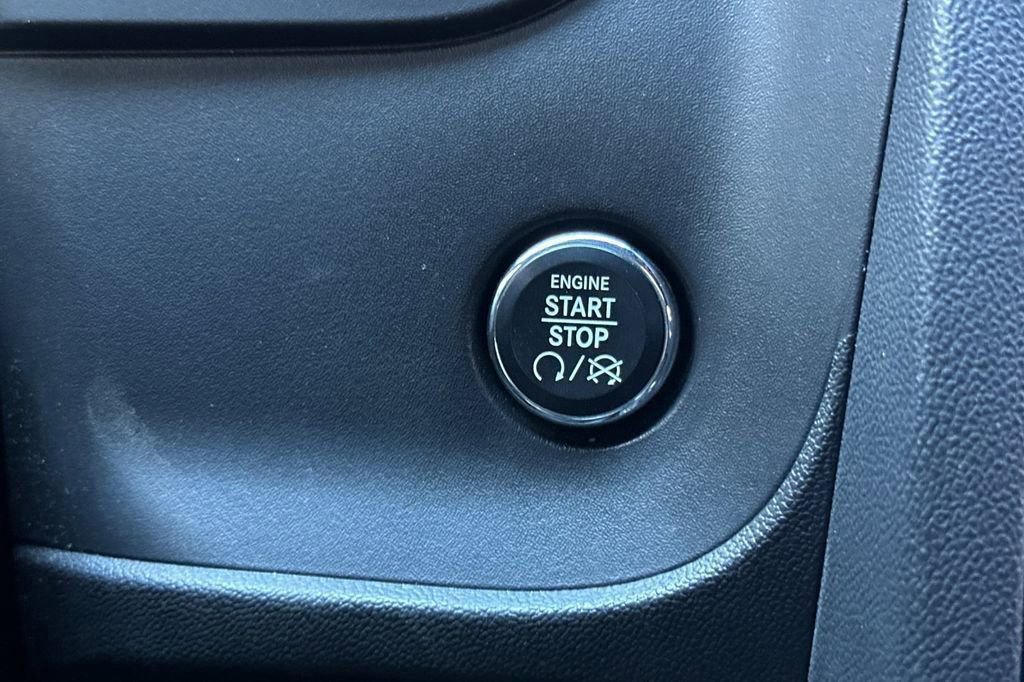 ENGINE
START
STOP
/